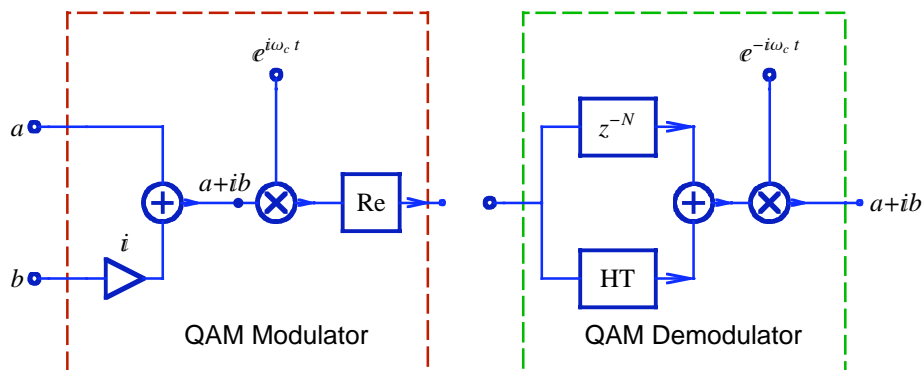 ⅇ^{ⅈω_c t}
a
a+ⅈb
Re
ⅈ
b
QAM Modulator
ⅇ^{-ⅈω_c t}
z^{-N}
a+ⅈb
HT
QAM Demodulator